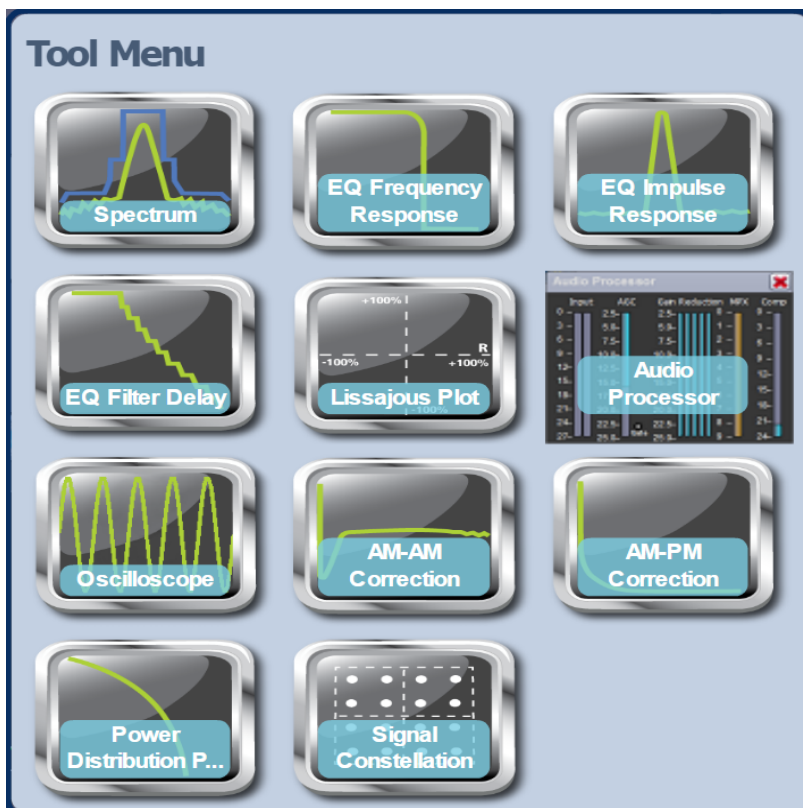 Tool Menu
Spectrum
EQ Frequency
Response
EQ Impulse
Response
EQ Filter Delay
+100%
R
-100%
+100%
Lissajous Plot
-100%
Audio Processor
Input AGC Gain Reduction MPX Comp
Audio
Processor
Oscilloscope
AM-AM
Correction
AM-PM
Correction
Power
Distribution P...
Signal
Constellation